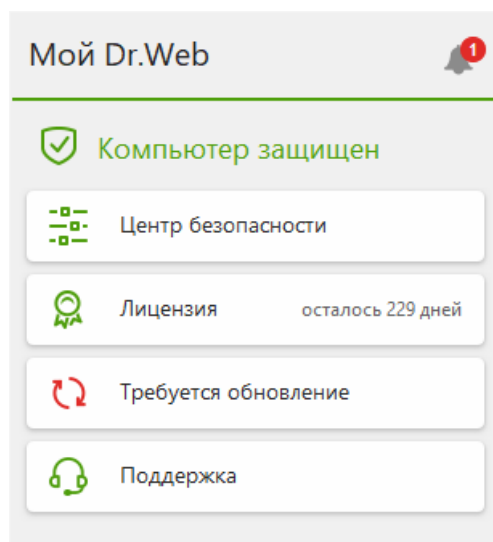 Мой Dr.Web
1
Компьютер защищен
Центр безопасности
Лицензия осталось 229 дней
Требуется обновление
Поддержка